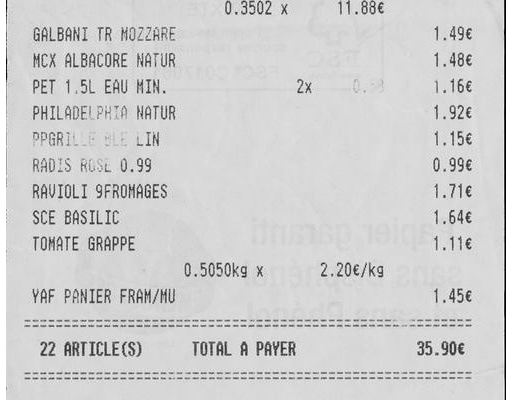 0.3502 x 11.88€
GALBANI TR MOZZARE 1.49€
MCX ALBACORE NATUR 1.48€
PET 1.5L EAU MIN. 2x 0.58 1.16€
PHILADELPHIA NATUR 1.92€
PPGRILLE BLE LIN 1.15€
RADIS ROSE 0.99 0.99€
RAVIOLI 9FROMAGES 1.71€
SCE BASILIC 1.64€
TOMATE GRAPPE 1.11€
0.5050kg x 2.20€/kg
YAF PANIER FRAM/MU 1.45€
22 ARTICLE(S) TOTAL A PAYER 35.90€
Papier garanti
sans Bisphénol
ni sans Phénol